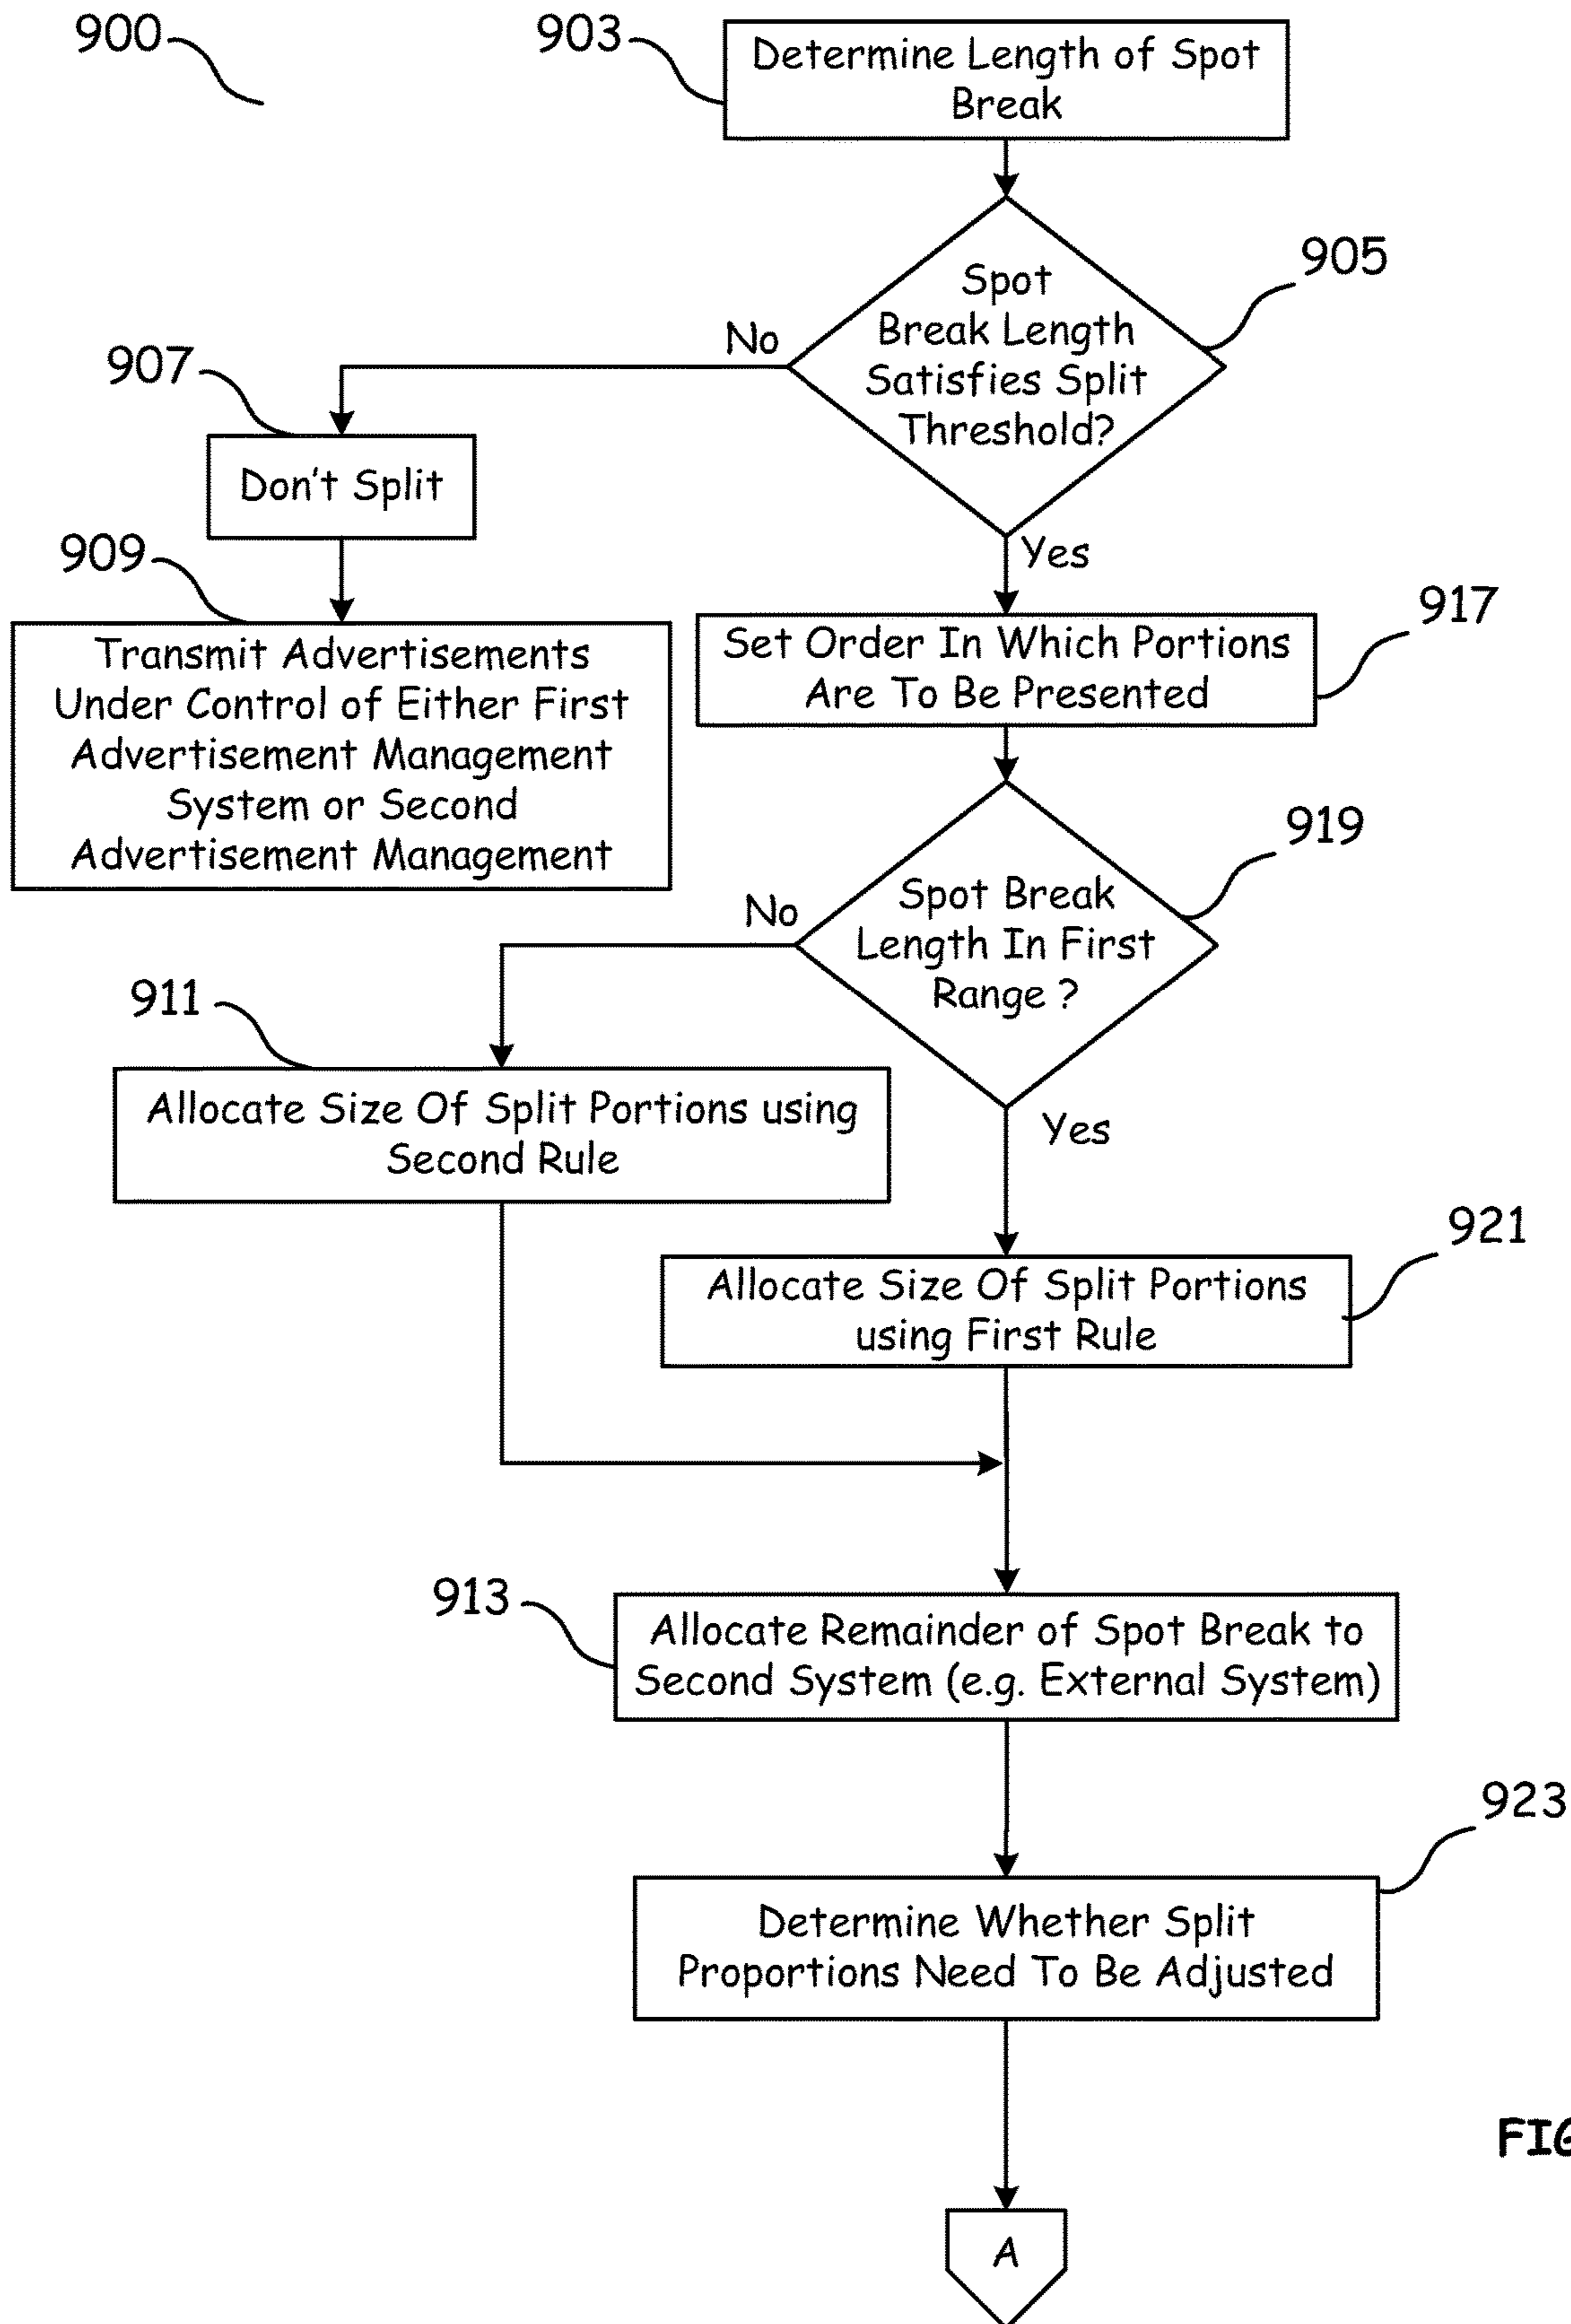 900
903
Determine Length of Spot
Break
905
Spot
Break Length
Satisfies Split
Threshold?
No
907
Don't Split
Yes
909
Transmit Advertisements
Under Control of Either First
Advertisement Management
System or Second
Advertisement Management
917
Set Order In Which Portions
Are To Be Presented
919
Spot Break
Length In First
Range ?
No
911
Allocate Size Of Split Portions using
Second Rule
Yes
921
Allocate Size Of Split Portions
using First Rule
913
Allocate Remainder of Spot Break to
Second System (e.g. External System)
923
Determine Whether Split
Proportions Need To Be Adjusted
FIG
A